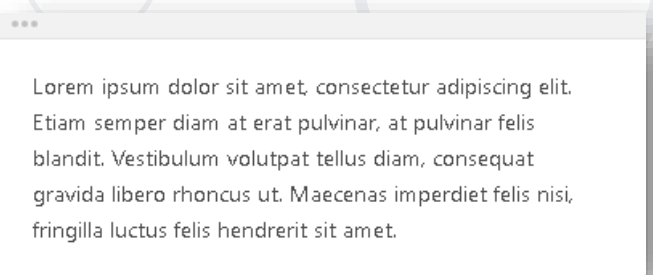 Lorem ipsum dolor sit amet, consectetur adipiscing elit.
Etiam semper diam at erat pulvinar, at pulvinar felis
blandit. Vestibulum volutpat tellus diam, consequat
gravida libero rhoncus ut. Maecenas imperdiet felis nisi,
fringilla luctus felis hendrerit sit amet.